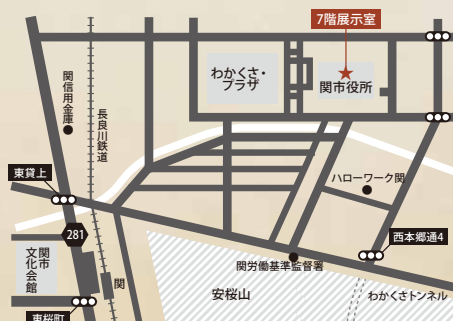 7階展示室
関市役所
わかくさ・
プラザ
関信用金庫
長良川鉄道
東貸上
281
関市
文化会館
関
東桜町
ハローワーク関
西本郷通4
関労働基準監督署
安桜山
わかくさトンネル